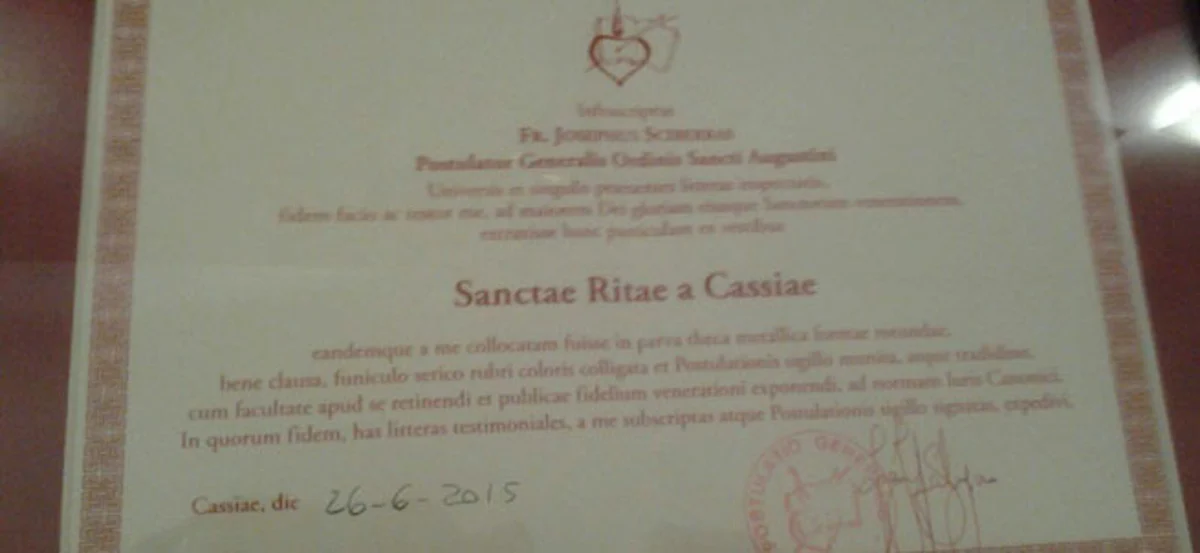 Infrascriptus
FR. JOSEPHUS SCIBERRAS
Postulator Generalis Ordinis Sancti Augustini
Universis et singulis praesentes litteras inspecturis,
fidem facio ac testor me, ad maiorem Dei gloriam eiusque Sanctorum venerationem,
extraxisse hanc particulam ex vestibus
Sanctae Ritae a Cassiae
eandemque a me collocatam fuisse in parva theca metallica formae rotundae,
bene clausa, funiculo serico rubri coloris colligata et Postulationis sigillo munita, atque tradidisse,
cum facultate apud se retinendi et publicae fidelium venerationi exponendi, ad normam Iuris Canonici.
In quorum fidem, has litteras testimoniales, a me subscriptas atque Postulationis sigillo signatas, expedivi.
Cassiae, die 26-6-2015
POSTULATIO GENE